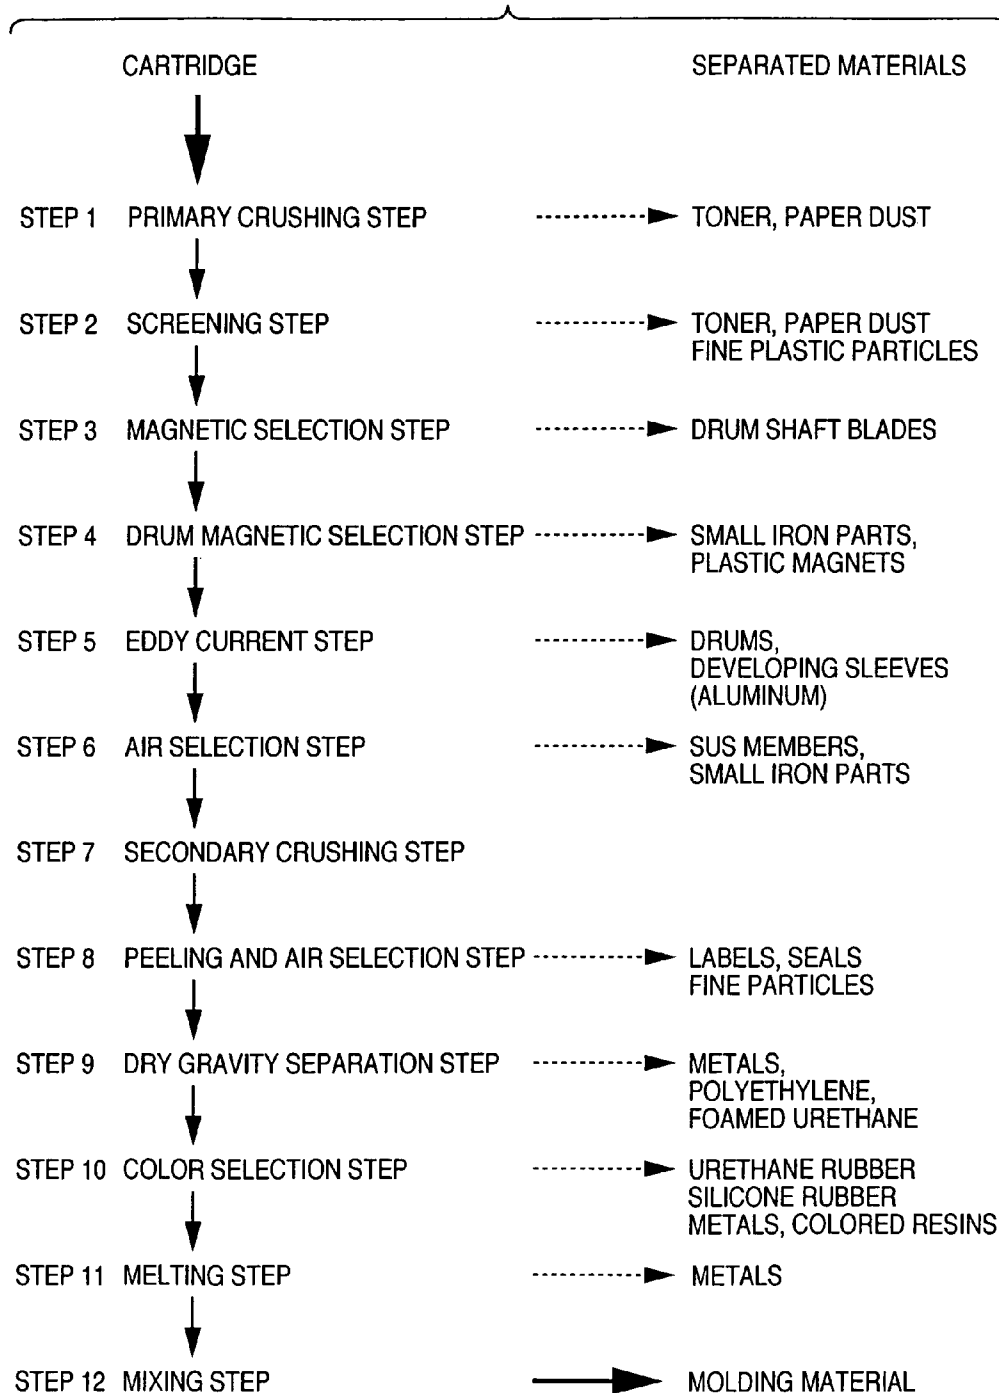 CARTRIDGE SEPARATED MATERIALS
STEP 1 PRIMARY CRUSHING STEP TONER, PAPER DUST
STEP 2 SCREENING STEP TONER, PAPER DUST
FINE PLASTIC PARTICLES
STEP 3 MAGNETIC SELECTION STEP DRUM SHAFT BLADES
STEP 4 DRUM MAGNETIC SELECTION STEP SMALL IRON PARTS,
PLASTIC MAGNETS
STEP 5 EDDY CURRENT STEP DRUMS,
DEVELOPING SLEEVES
(ALUMINUM)
STEP 6 AIR SELECTION STEP SUS MEMBERS,
SMALL IRON PARTS
STEP 7 SECONDARY CRUSHING STEP
STEP 8 PEELING AND AIR SELECTION STEP LABELS, SEALS
FINE PARTICLES
STEP 9 DRY GRAVITY SEPARATION STEP METALS,
POLYETHYLENE,
FOAMED URETHANE
STEP 10 COLOR SELECTION STEP URETHANE RUBBER
SILICONE RUBBER
METALS, COLORED RESINS
STEP 11 MELTING STEP METALS
STEP 12 MIXING STEP MOLDING MATERIAL